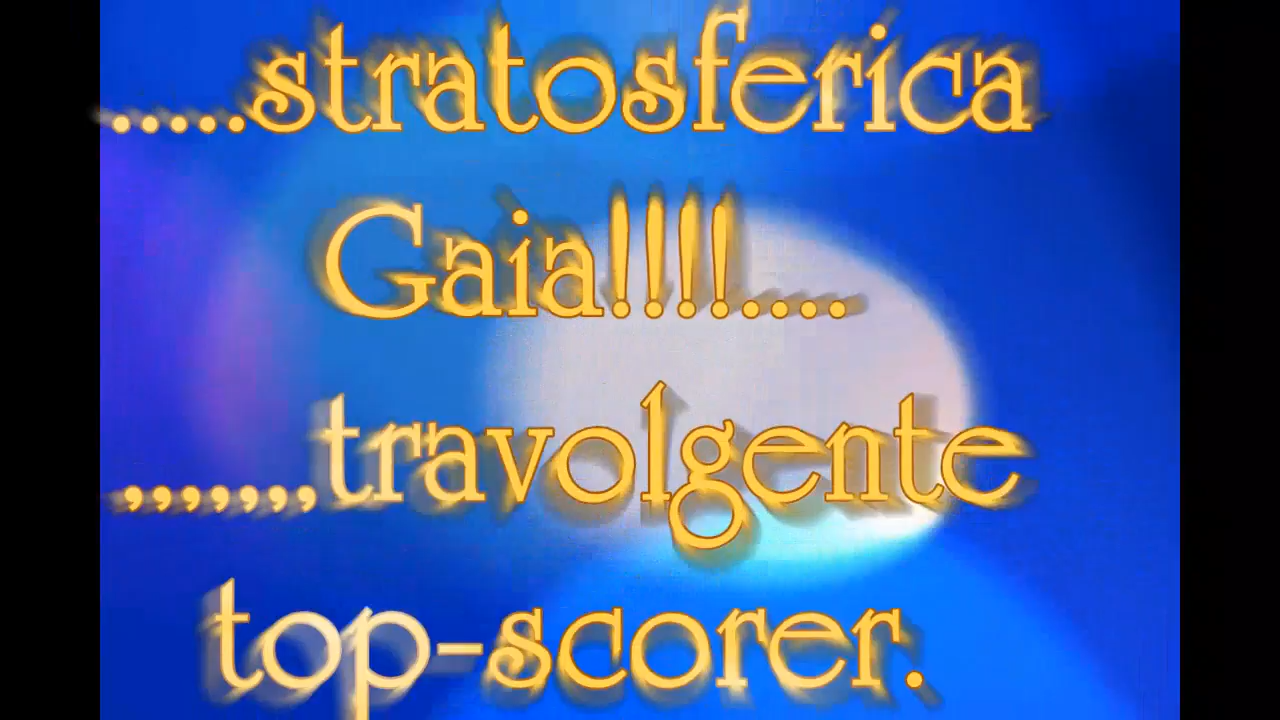 .....stratosferica
Gaia!!!!....
,,,,,,,travolgente
top-scorer.